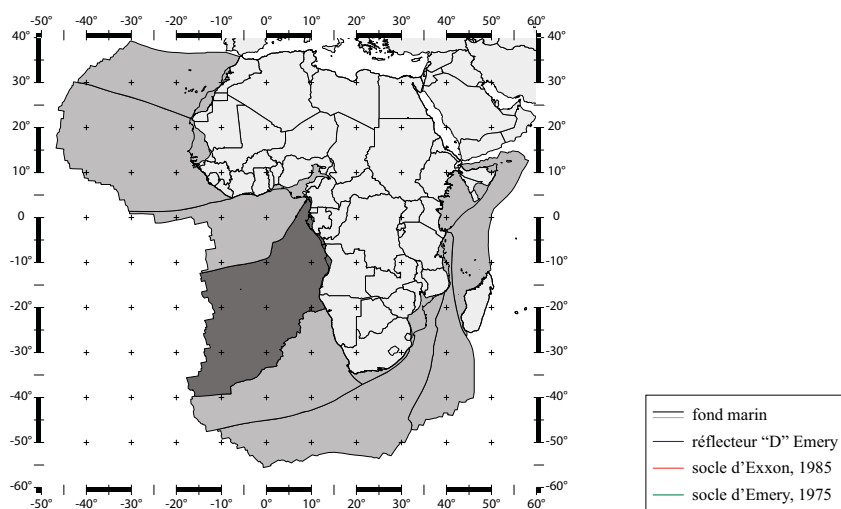 -50° -40° -30° -20° -10° 0° 10° 20° 30° 40° 50° 60°
40° 40°
30° 30°
20° 20°
10° 10°
0 0
-10° -10°
-20° -20°
-30° -30°
-40° -40°
-50° -50°
-60° -60°
-50° -40° -30° -20° -10° 0° 10° 20° 30° 40° 50° 60°
fond marin
réflecteur “D” Emery
socle d’Exxon, 1985
socle d’Emery, 1975